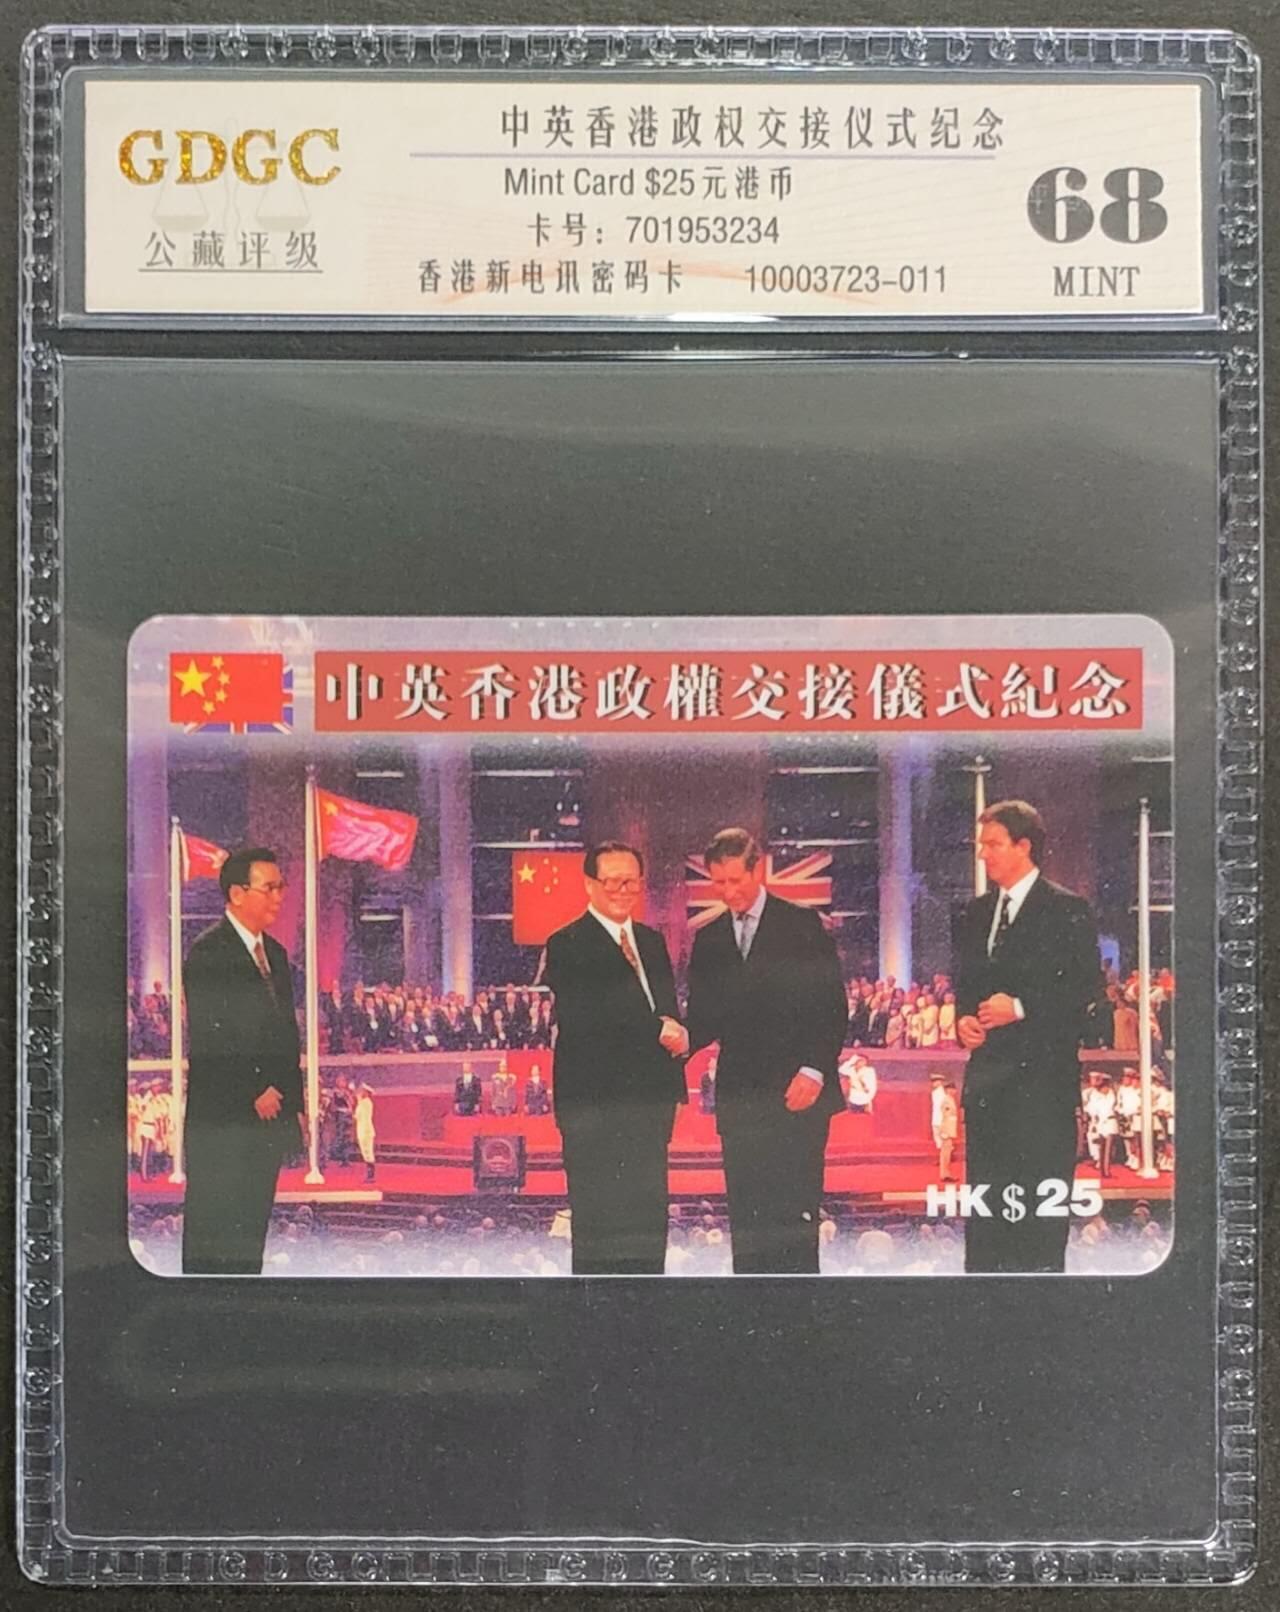 GDGC
公藏评级
中英香港政权交接仪式纪念
Mint Card $25元港币
卡号：701953234
香港新电讯密码卡 10003723-011
68
MINT
中英香港政權交接儀式紀念
HK $ 25